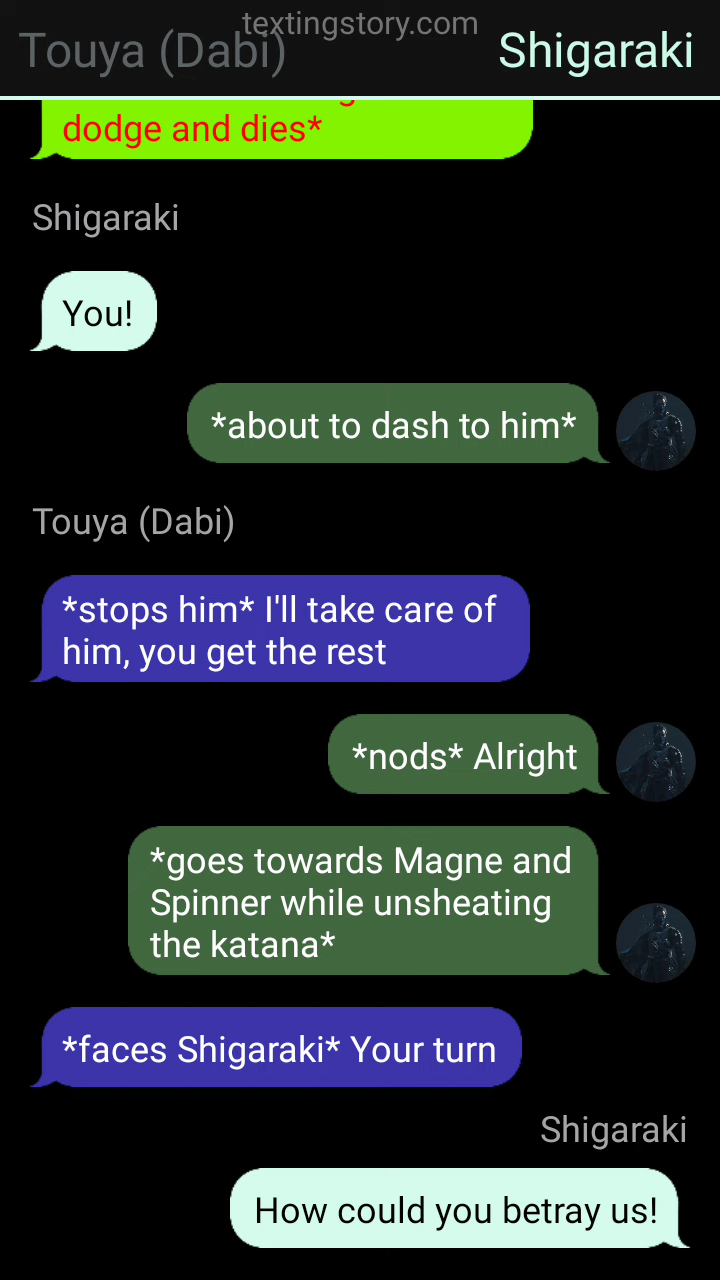 textingstory.com
Touya (Dabi)
Shigaraki
dodge and dies*
Shigaraki
You!
*about to dash to him*
Touya (Dabi)
*stops him* I'll take care of
him, you get the rest
*nods* Alright
*goes towards Magne and
Spinner while unsheating
the katana*
*faces Shigaraki* Your turn
Shigaraki
How could you betray us!